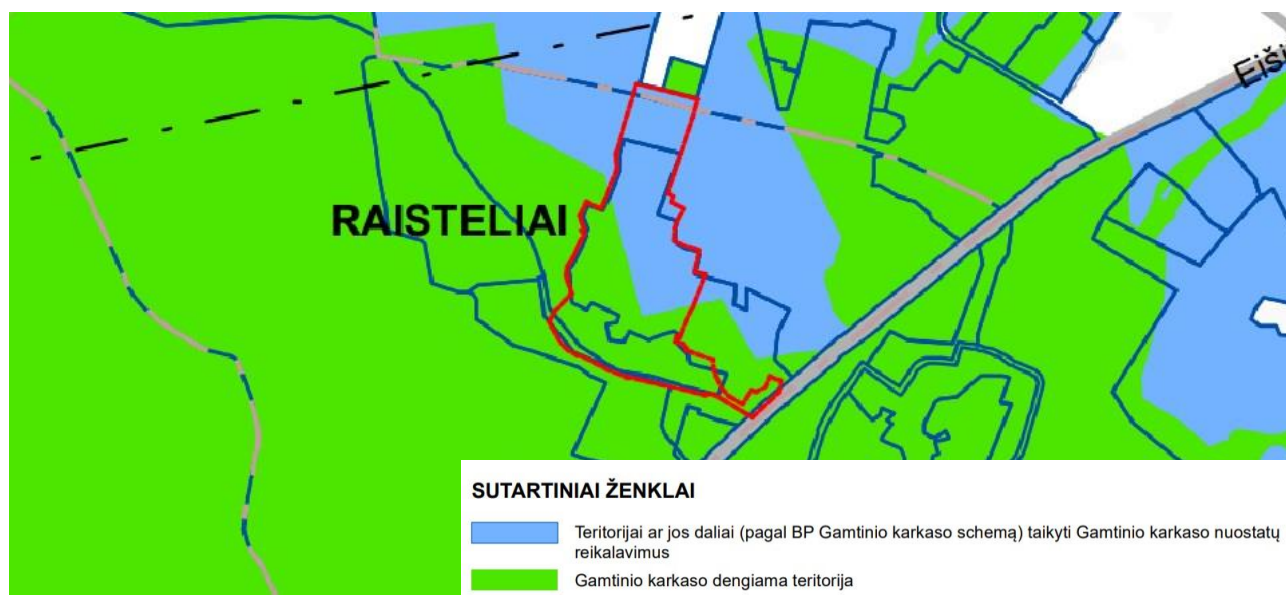 Eiši
RAISTELIAI
SUTARTINIAI ŽENKLAI
Teritorijai ar jos daliai (pagal BP Gamtinio karkaso schemą) taikyti Gamtinio karkaso nuostatų
reikalavimus
Gamtinio karkaso dengiama teritorija